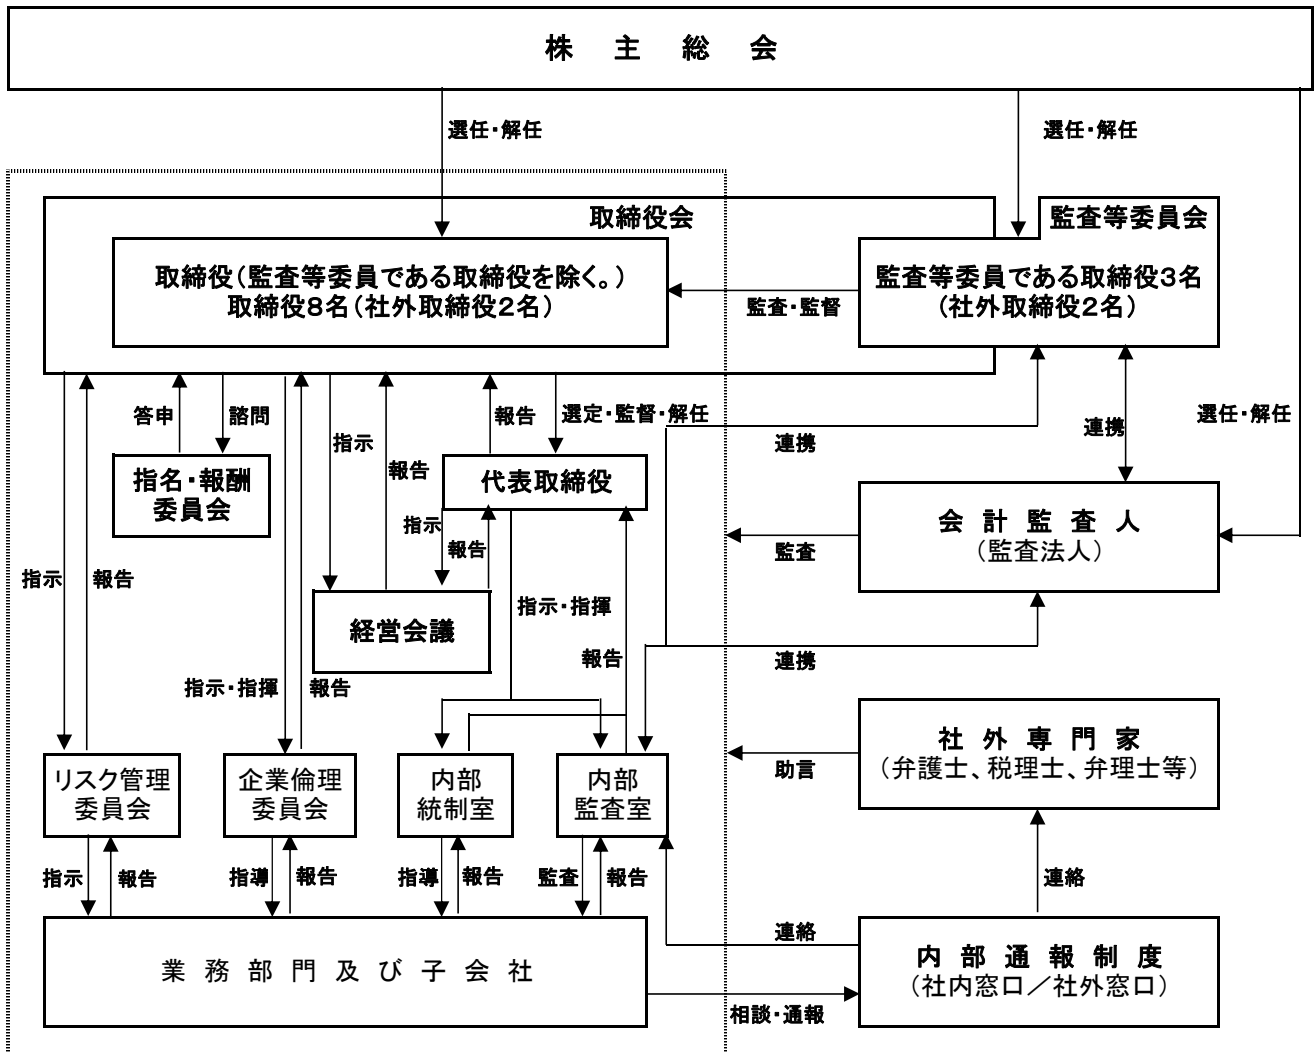 株主総会
選任・解任
選任・解任
取締役会
監査等委員会
取締役(監査等委員である取締役を除く。)
取締役8名(社外取締役2名)
監査・監督
監査等委員である取締役3名
(社外取締役2名)
答申
諮問
指示
報告
報告
選定・監督・解任
連携
連携
選任・解任
指名・報酬
委員会
代表取締役
指示
報告
会計監査人
(監査法人)
監査
指示
報告
経営会議
指示・指揮
報告
連携
指示・指揮
報告
社外専門家
(弁護士、税理士、弁理士等)
助言
リスク管理
委員会
企業倫理
委員会
内部
統制室
内部
監査室
指示
報告
指導
報告
指導
報告
監査
報告
連絡
連絡
業務部門及び子会社
内部通報制度
(社内窓口/社外窓口)
相談・通報